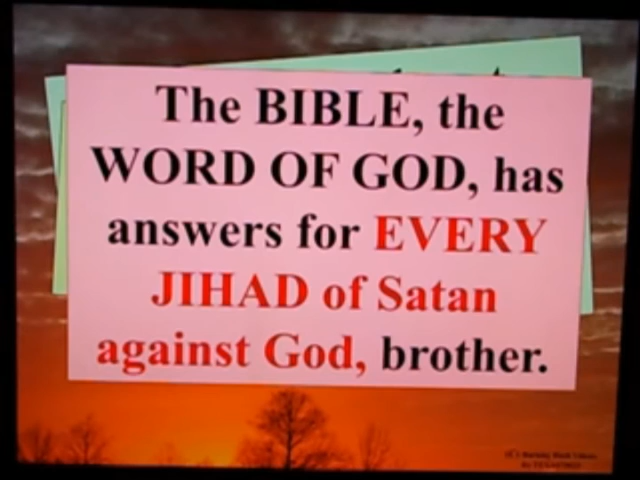 The BIBLE, the
WORD OF GOD, has
answers for EVERY
JIHAD of Satan
against God, brother.